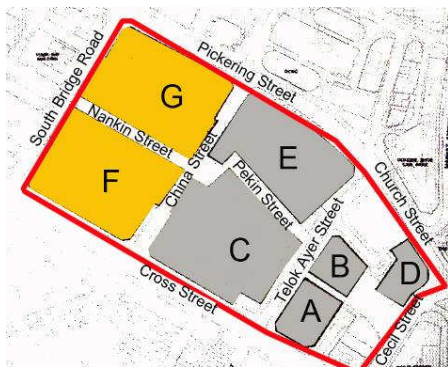 South Bridge Road
Pickering Street
G
Nankin Street
China Street
E
F
Pekin Street
Church Street
C
Telok Ayer Street
B
D
Cross Street
A
Cecil Street